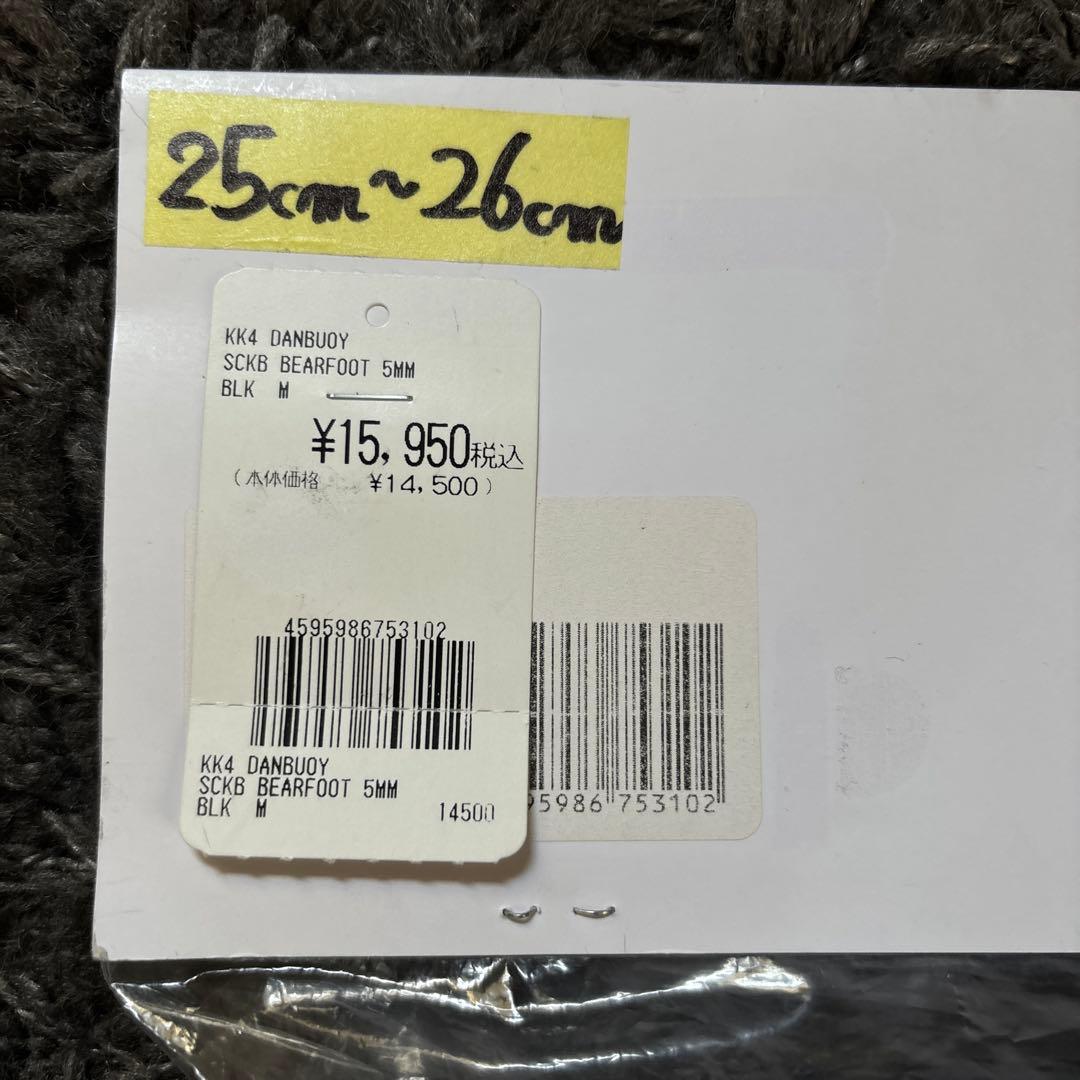 25cm~26cm
KK4 DANBUOY
SCKB BEARFOOT 5MM
BLK M
¥15,950税込
(本体価格 ¥14,500)
4595986753102
KK4 DANBUOY
SCKB BEARFOOT 5MM
BLK M 14500
95986 753102